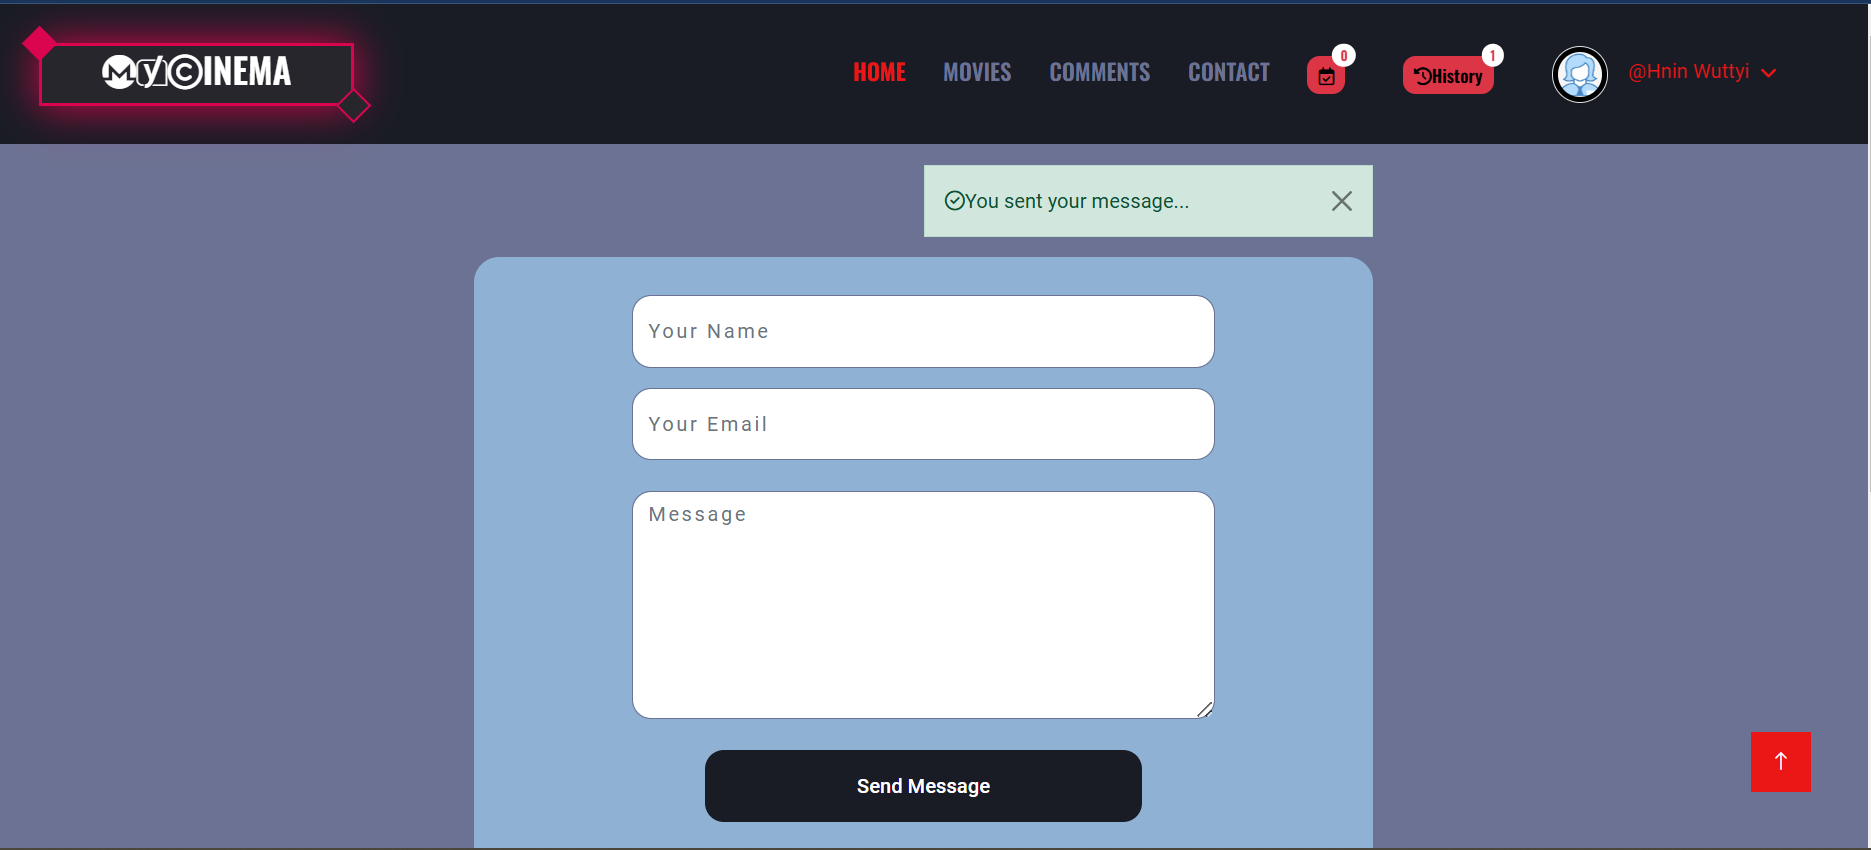 MyCINEMA
HOME MOVIES COMMENTS CONTACT 0 History 1 @Hnin Wuttyi
You sent your message...
Your Name
Your Email
Message
Send Message